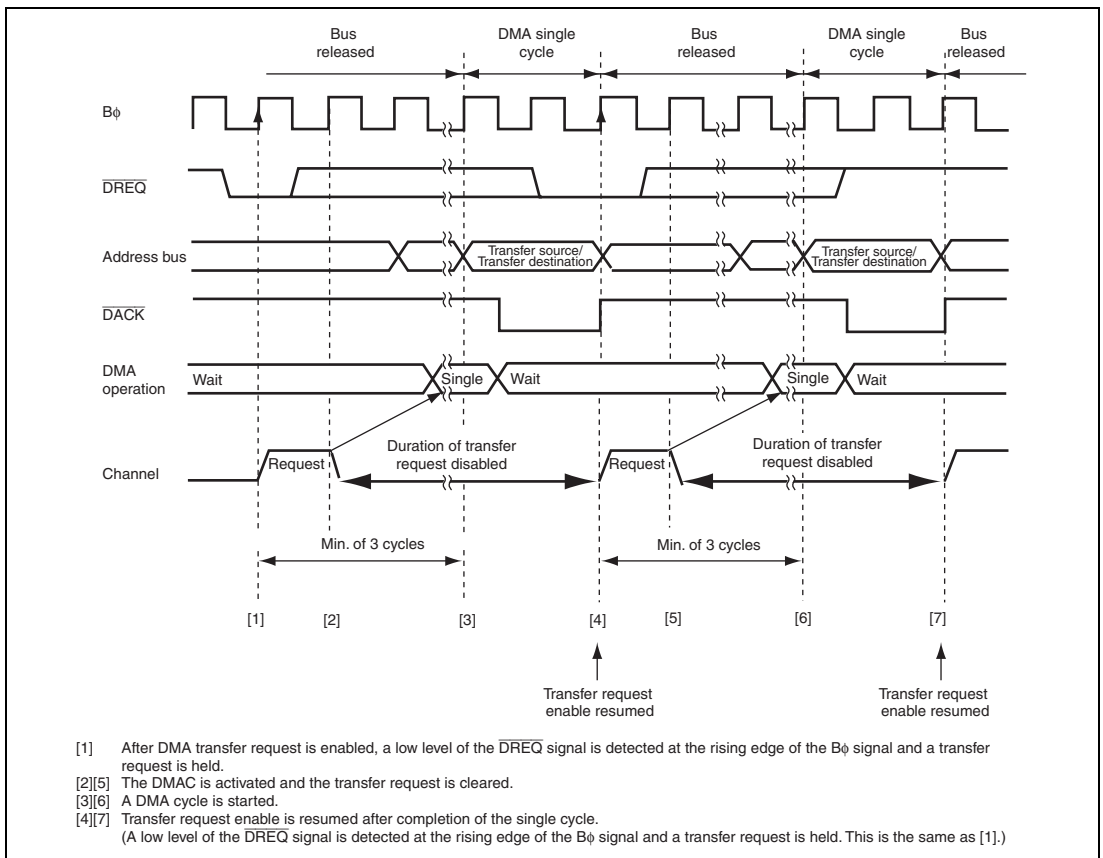 Bus released
DMA single cycle
Bus released
DMA single cycle
Bus released
Bφ
DREQ
Address bus
Transfer source/
Transfer destination
Transfer source/
Transfer destination
DACK
DMA operation
Wait
Single
Wait
Single
Wait
Channel
Request
Duration of transfer
request disabled
Request
Duration of transfer
request disabled
Min. of 3 cycles
Min. of 3 cycles
[1]
[2]
[3]
[4]
[5]
[6]
[7]
Transfer request
enable resumed
Transfer request
enable resumed
[1] After DMA transfer request is enabled, a low level of the DREQ signal is detected at the rising edge of the Bφ signal and a transfer
request is held.
[2][5] The DMAC is activated and the transfer request is cleared.
[3][6] A DMA cycle is started.
[4][7] Transfer request enable is resumed after completion of the single cycle.
(A low level of the DREQ signal is detected at the rising edge of the Bφ signal and a transfer request is held. This is the same as [1].)